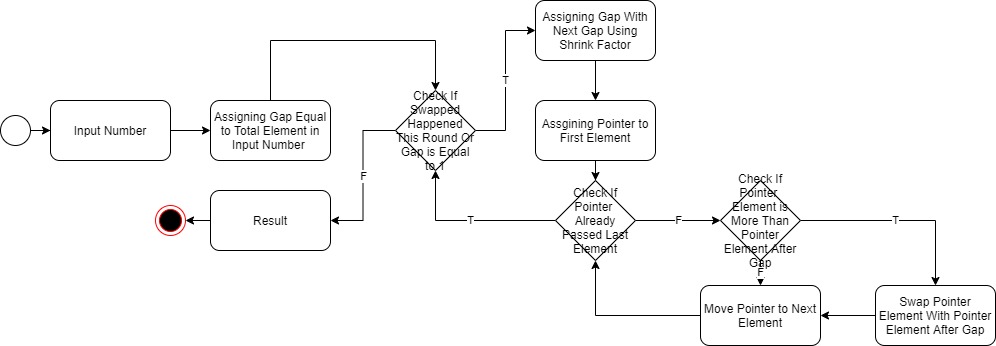 Input Number
Assigning Gap Equal
to Total Element in
Input Number
Check If
Swapped
Happened
This Round Or
Gap is Equal
to 1
T
Assigning Gap With
Next Gap Using
Shrink Factor
Assgining Pointer to
First Element
F
Result
Check If
Pointer
Already
Passed Last
Element
T
F
Check If
Pointer
Element is
More Than
Pointer
Element After
Gap
T
F
Move Pointer to Next
Element
Swap Pointer
Element With Pointer
Element After Gap